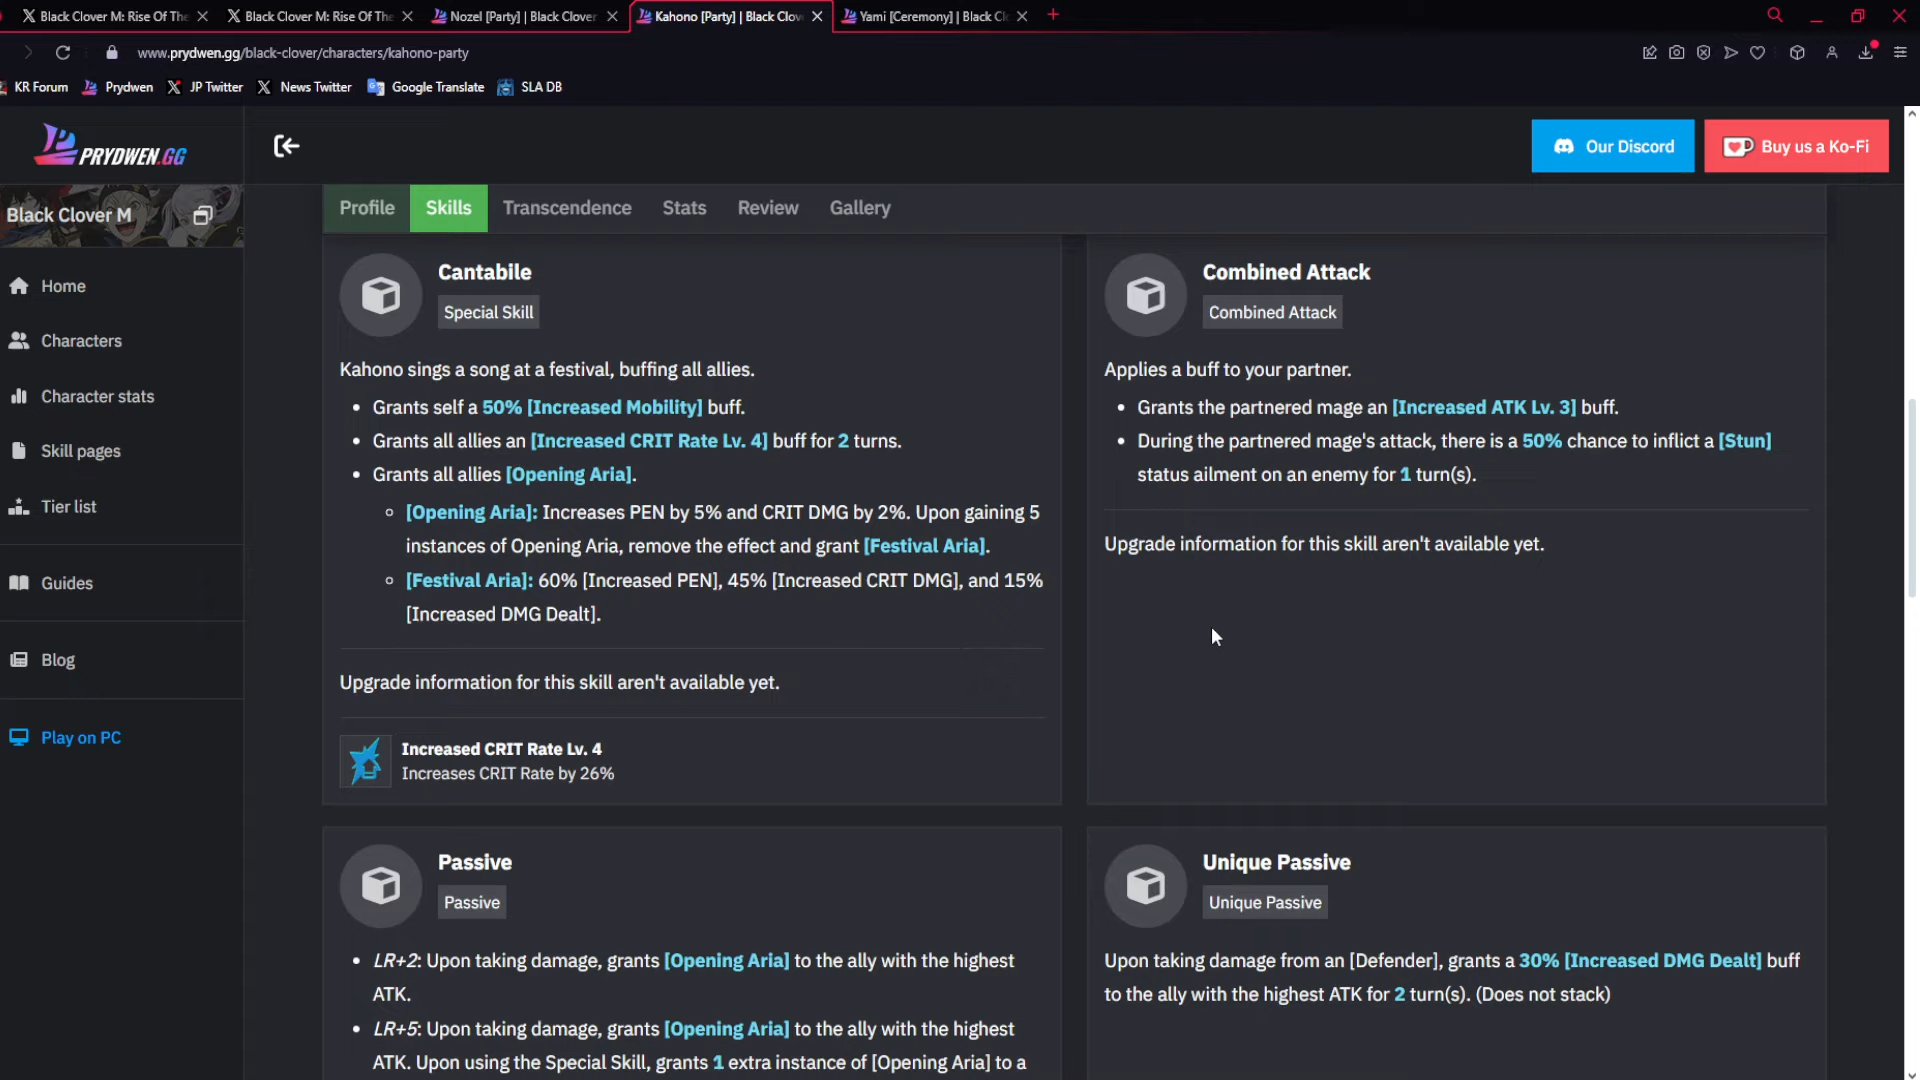 Black Clover M: Rise Of The
Black Clover M: Rise Of The
Nozel [Party] | Black Clover
Kahono [Party] | Black Clov
Yami [Ceremony] | Black Cl
www.prydwen.gg/black-clover/characters/kahono-party
KR Forum
Prydwen
JP Twitter
News Twitter
Google Translate
SLA DB
PRYDWEN.GG
Our Discord
Buy us a Ko-Fi
Black Clover M
Profile
Skills
Transcendence
Stats
Review
Gallery
Home
Characters
Character stats
Skill pages
Tier list
Guides
Blog
Play on PC
Cantabile
Special Skill
Kahono sings a song at a festival, buffing all allies.
• Grants self a 50% [Increased Mobility] buff.
• Grants all allies an [Increased CRIT Rate Lv. 4] buff for 2 turns.
• Grants all allies [Opening Aria].
[Opening Aria]: Increases PEN by 5% and CRIT DMG by 2%. Upon gaining 5
instances of Opening Aria, remove the effect and grant [Festival Aria].
[Festival Aria]: 60% [Increased PEN], 45% [Increased CRIT DMG], and 15%
[Increased DMG Dealt].
Upgrade information for this skill aren't available yet.
Increased CRIT Rate Lv. 4
Increases CRIT Rate by 26%
Combined Attack
Combined Attack
Applies a buff to your partner.
• Grants the partnered mage an [Increased ATK Lv. 3] buff.
• During the partnered mage's attack, there is a 50% chance to inflict a [Stun]
status ailment on an enemy for 1 turn(s).
Upgrade information for this skill aren't available yet.
Passive
Passive
• LR+2: Upon taking damage, grants [Opening Aria] to the ally with the highest
ATK.
• LR+5: Upon taking damage, grants [Opening Aria] to the ally with the highest
ATK. Upon using the Special Skill, grants 1 extra instance of [Opening Aria] to a
Unique Passive
Unique Passive
Upon taking damage from an [Defender], grants a 30% [Increased DMG Dealt] buff
to the ally with the highest ATK for 2 turn(s). (Does not stack)